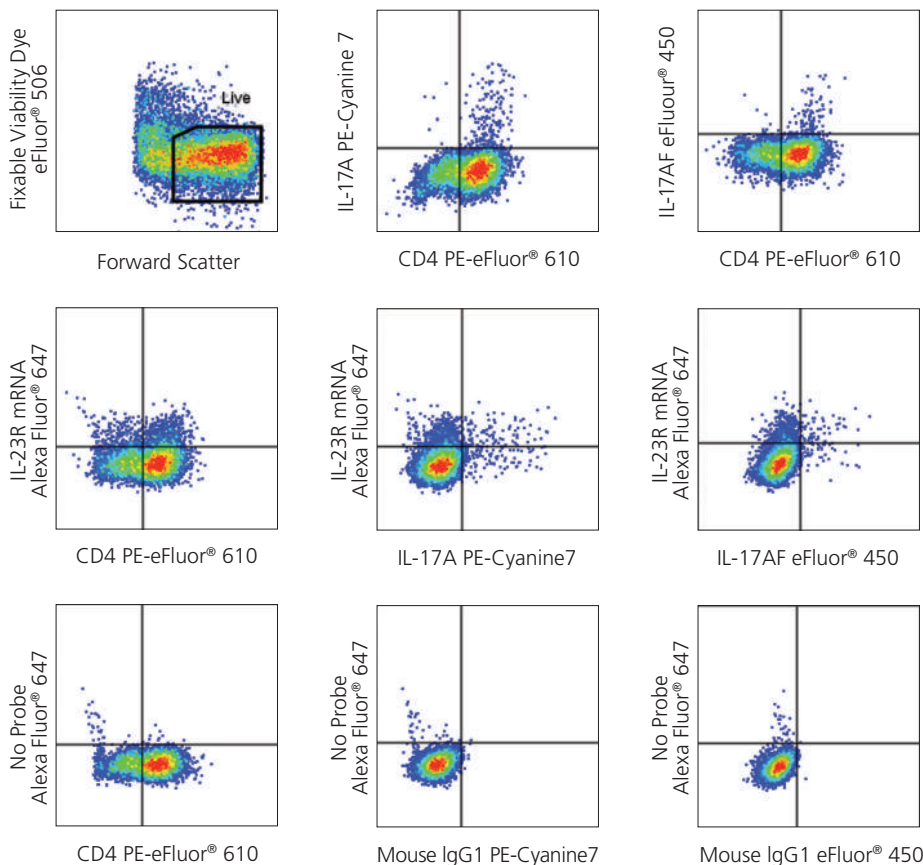 Fixable Viability Dye
eFluor® 506
Live
Forward Scatter
IL-17A PE-Cyanine 7
CD4 PE-eFluor® 610
IL-17AF eFluour® 450
CD4 PE-eFluor® 610
IL-23R mRNA
Alexa Fluor® 647
CD4 PE-eFluor® 610
IL-23R mRNA
Alexa Fluor® 647
IL-17A PE-Cyanine7
IL-23R mRNA
Alexa Fluor® 647
IL-17AF eFluor® 450
No Probe
Alexa Fluor® 647
CD4 PE-eFluor® 610
No Probe
Alexa Fluor® 647
Mouse IgG1 PE-Cyanine7
No Probe
Alexa Fluor® 647
Mouse IgG1 eFluor® 450